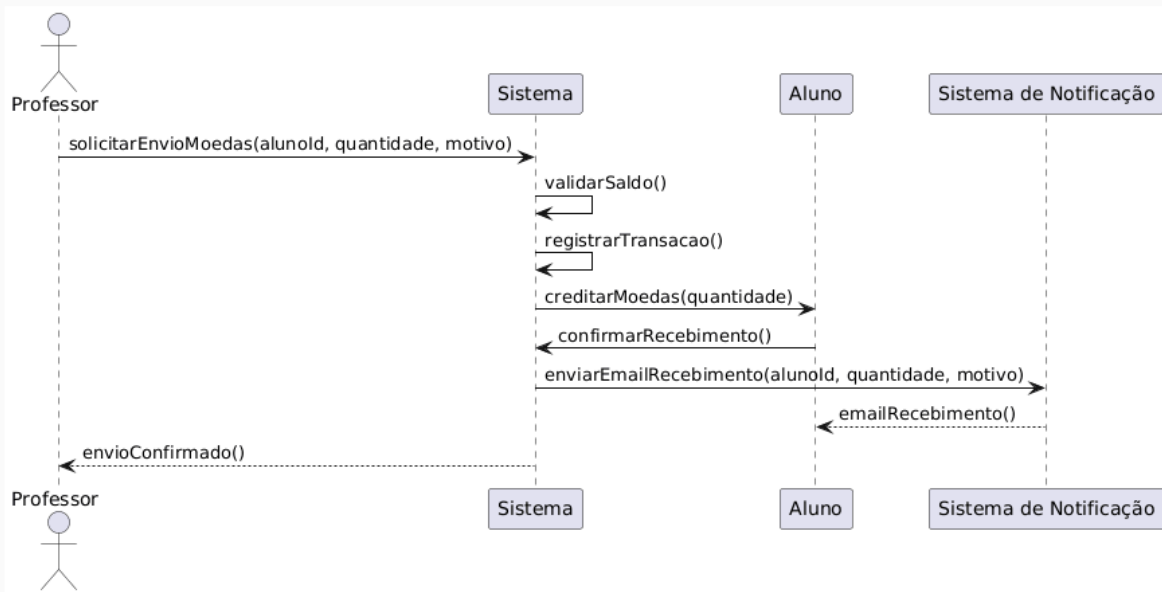 Professor
Sistema
Aluno
Sistema de Notificação
solicitarEnvioMoedas(alunoId, quantidade, motivo)
validarSaldo()
registrarTransacao()
creditarMoedas(quantidade)
confirmarRecebimento()
enviarEmailRecebimento(alunoId, quantidade, motivo)
emailRecebimento()
envioConfirmado()
Professor
Sistema
Aluno
Sistema de Notificação